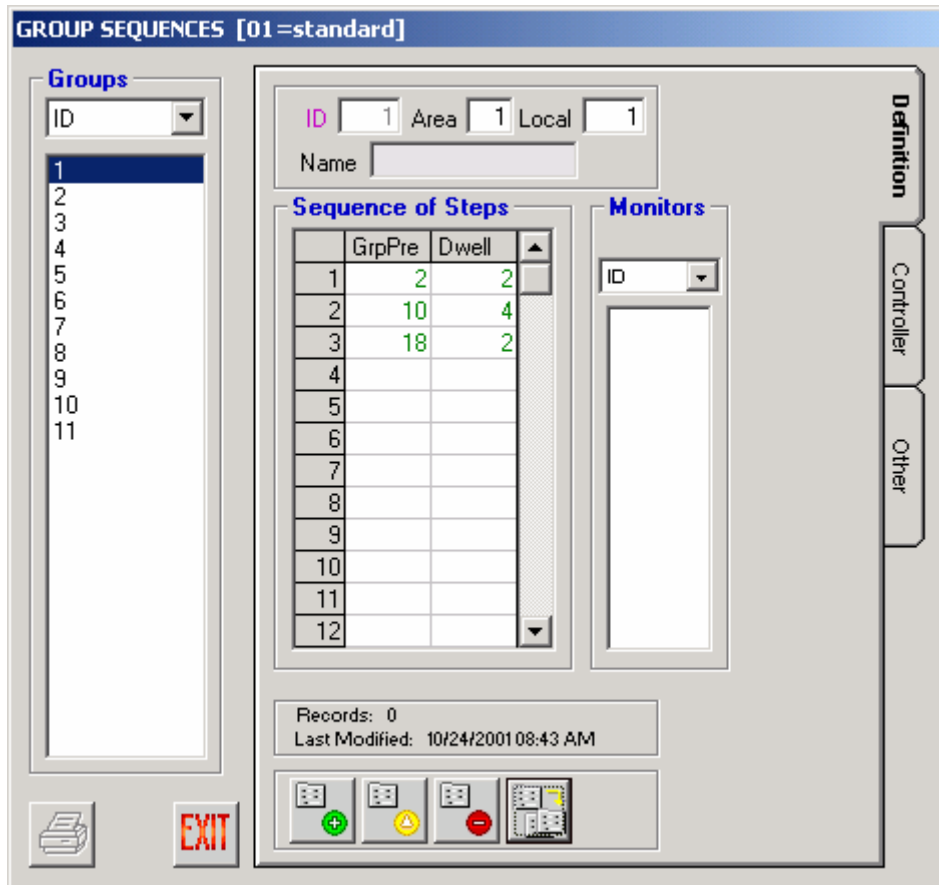 GROUP SEQUENCES [01=standard]
Groups
ID
1
2
3
4
5
6
7
8
9
10
11
ID 1 Area 1 Local 1
Name
Sequence of Steps
GrpPre Dwell
1 2 2
2 10 4
3 18 2
4
5
6
7
8
9
10
11
12
Monitors
ID
Records: 0
Last Modified: 10/24/2001 08:43 AM
EXIT
Definition
Controller
Other